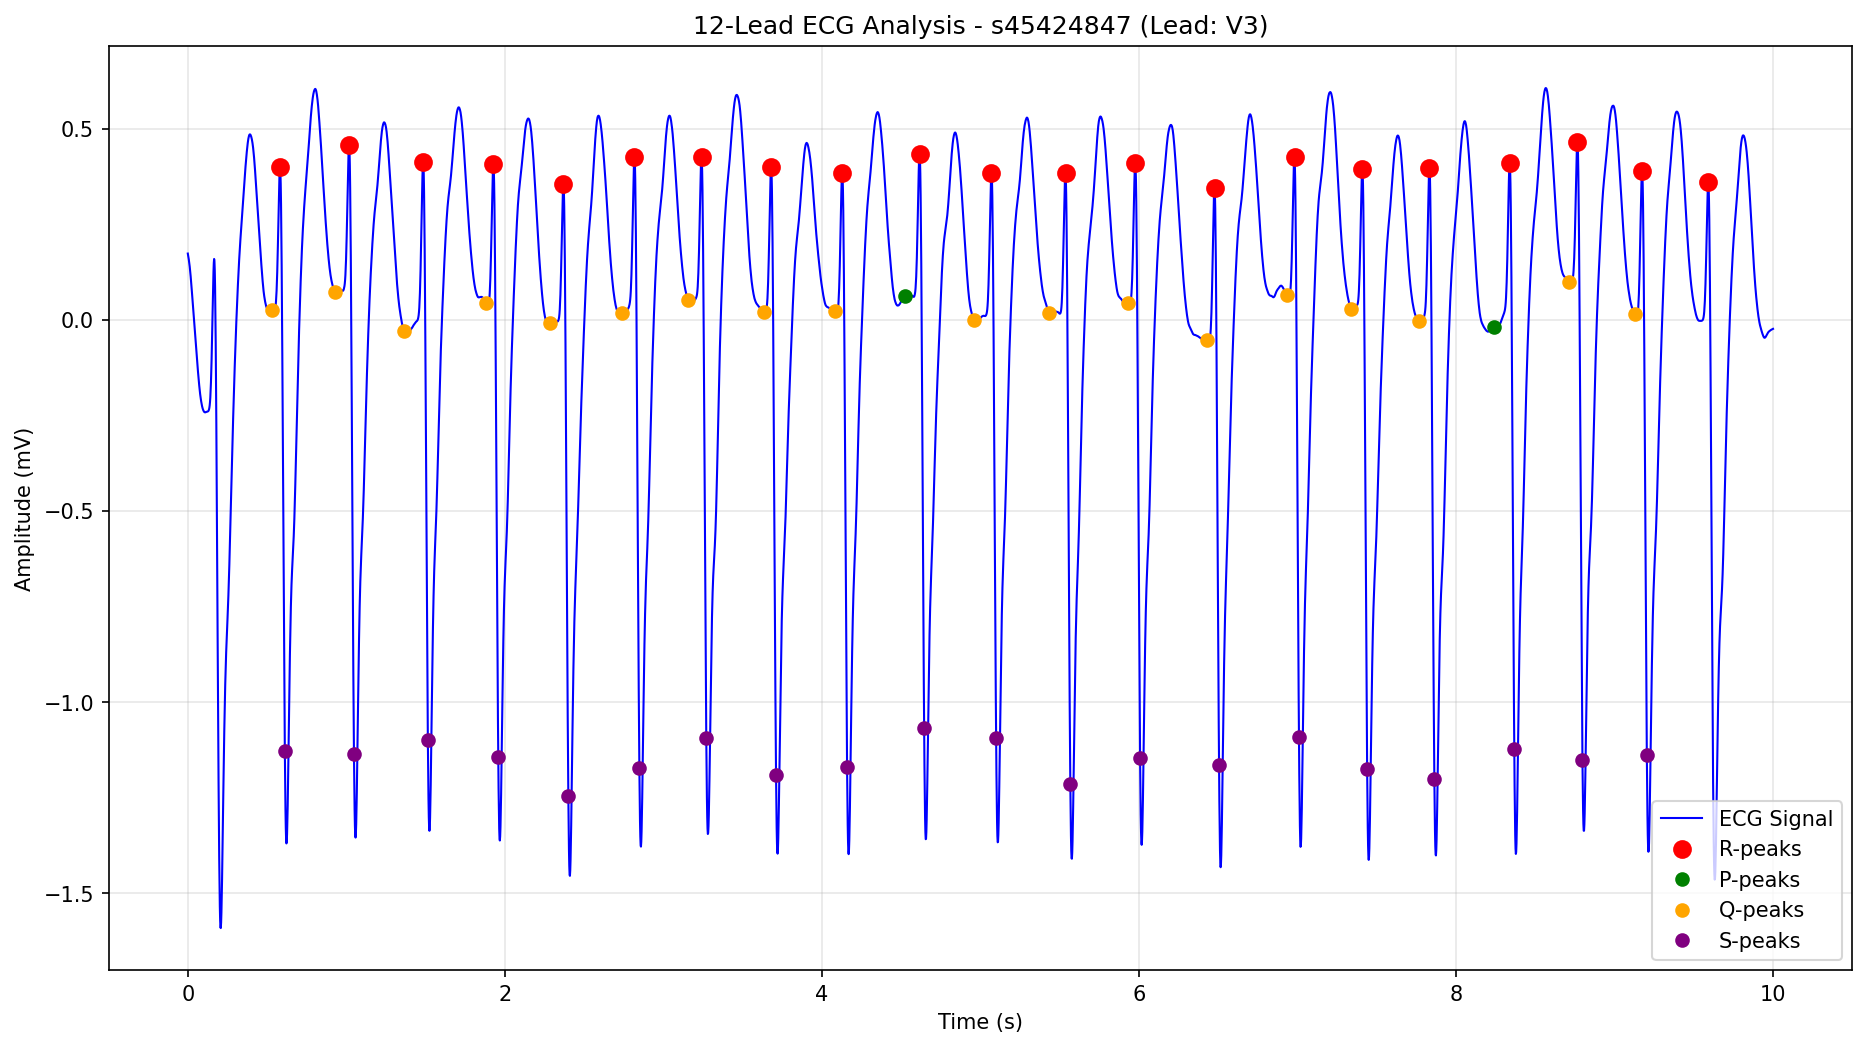 12-Lead ECG Analysis - s45424847 (Lead: V3)
Amplitude (mV)
0.5
0.0
−0.5
−1.0
−1.5
0
2
4
6
8
10
Time (s)
ECG Signal
R-peaks
P-peaks
Q-peaks
S-peaks